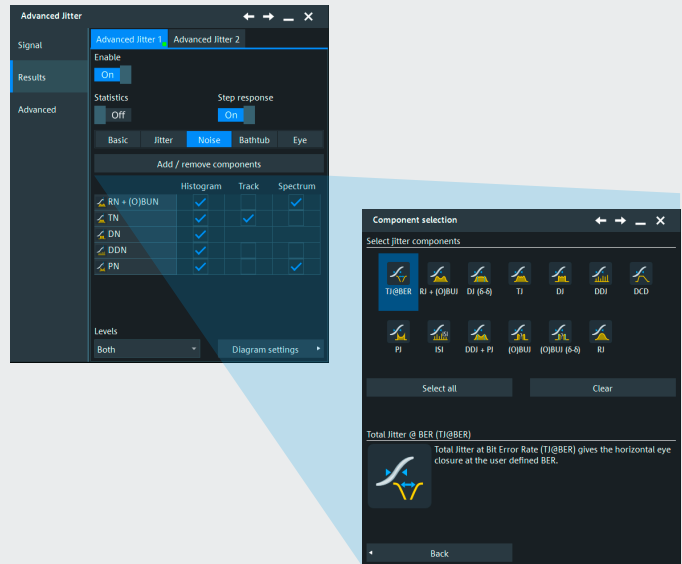 Advanced Jitter
Signal
Results
Advanced
Advanced Jitter 1
Advanced Jitter 2
Enable
On
Statistics
Step response
Off
On
Basic
Jitter
Noise
Bathtub
Eye
Add / remove components
Histogram
Track
Spectrum
RN + (O)BUN
TN
DN
DDN
PN
Levels
Both
Diagram settings
Component selection
Select jitter components
TJ@BER
RJ + (O)BUJ
DJ (δ-δ)
TJ
DJ
DDJ
DCD
PJ
ISI
DDJ + PJ
(O)BUJ
(O)BUJ (δ-δ)
RJ
Select all
Clear
Total Jitter @ BER (TJ@BER)
Total Jitter at Bit Error Rate (TJ@BER) gives the horizontal eye
closure at the user defined BER.
Back